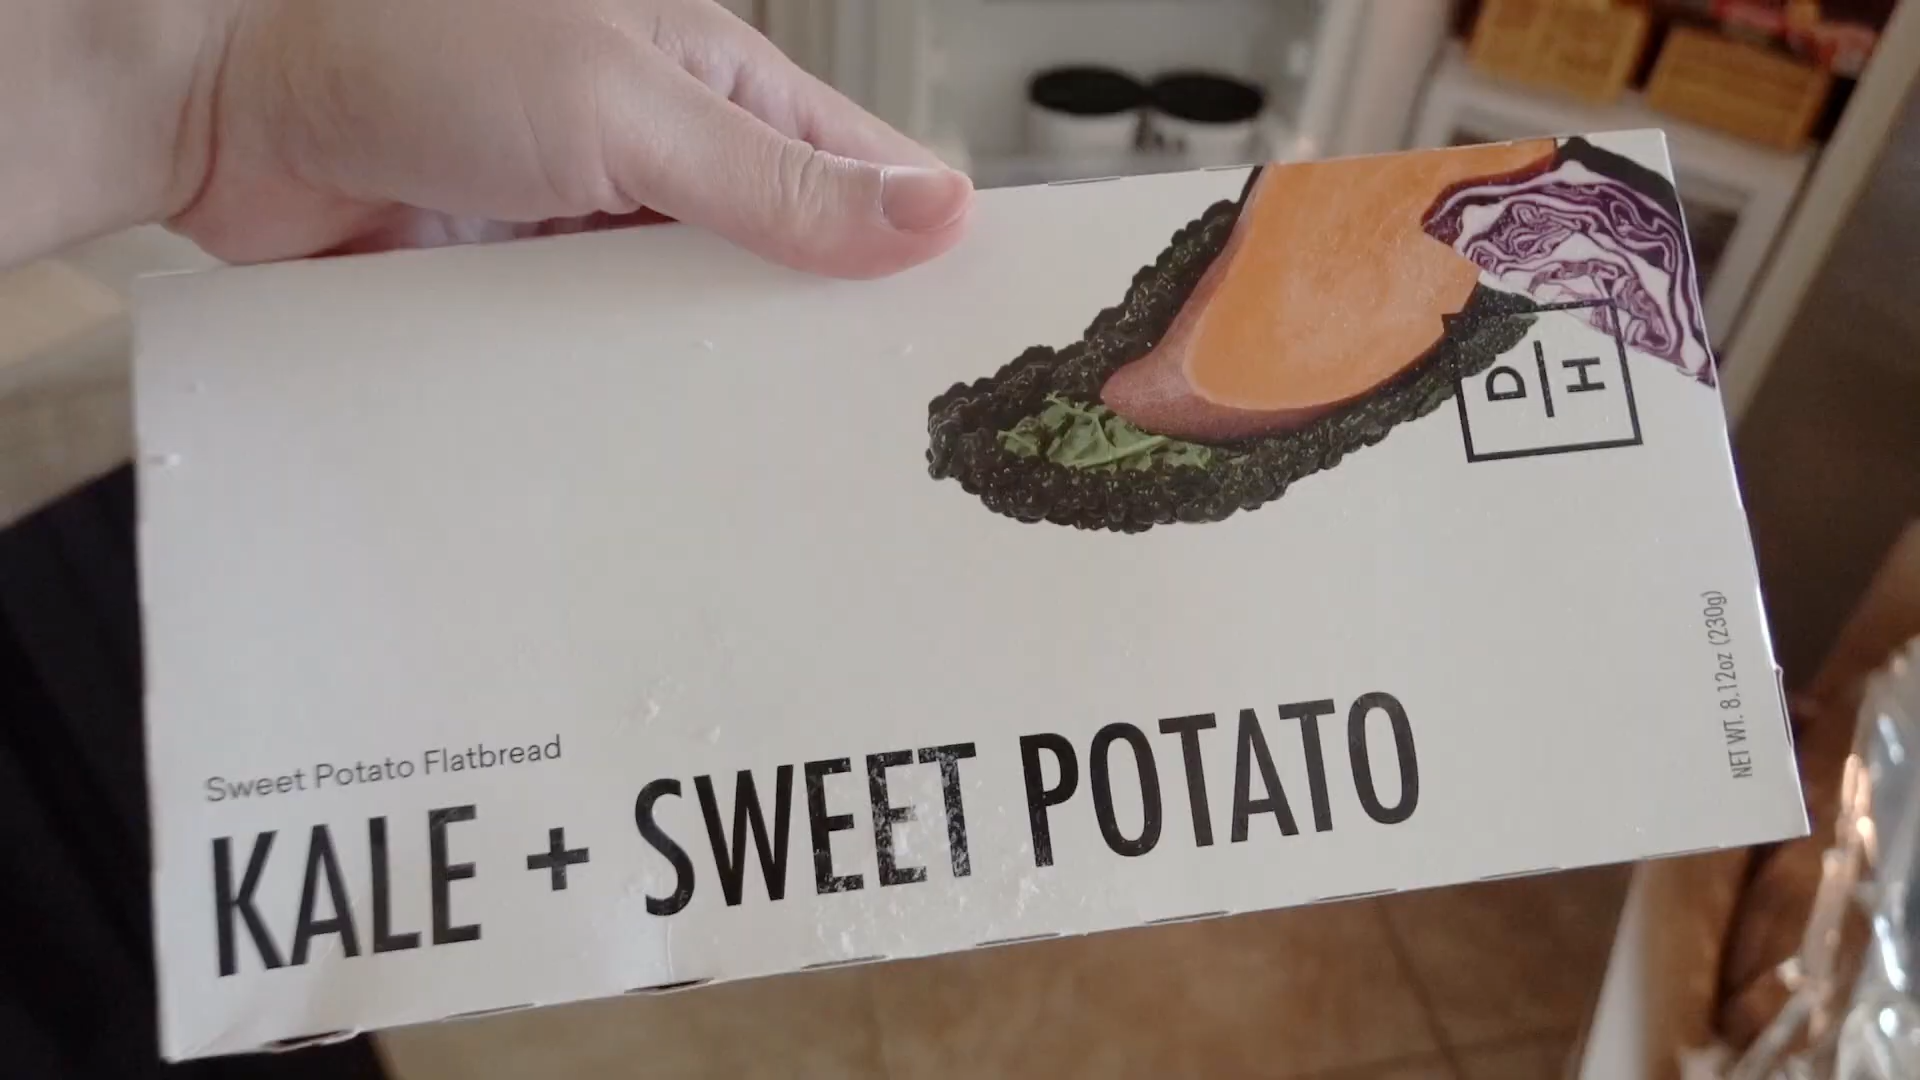 D
H
NET WT. 8.12oz (230g)
Sweet Potato Flatbread
KALE + SWEET POTATO